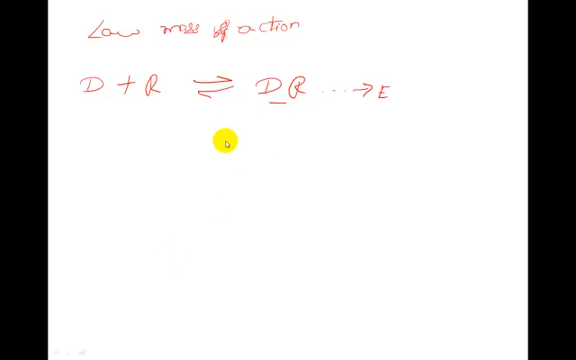 Law mass of action
D + R ⇌ DR ....→ E